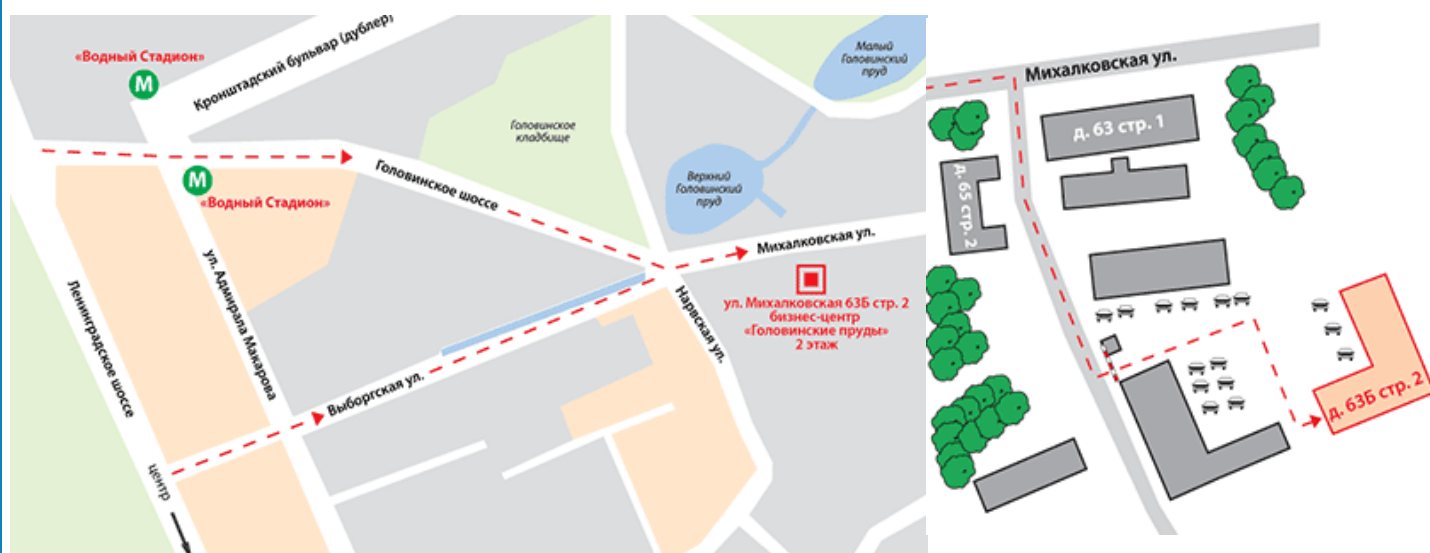 «Водный Стадион»
М
Кронштадский бульвар (дублер)
Малый
Головинский
пруд
Головинское
кладбище
Головинское шоссе
Верхний
Головинский
пруд
М
«Водный Стадион»
Михалковская ул.
ул. Михалковская 63Б стр. 2
бизнес-центр
«Головинские пруды»
2 этаж
Ленинградское шоссе
ул. Адмирала Макарова
Нарвская ул.
Выборгская ул.
центр
Михалковская ул.
д. 63 стр. 1
д. 65 стр. 2
д. 63Б стр. 2